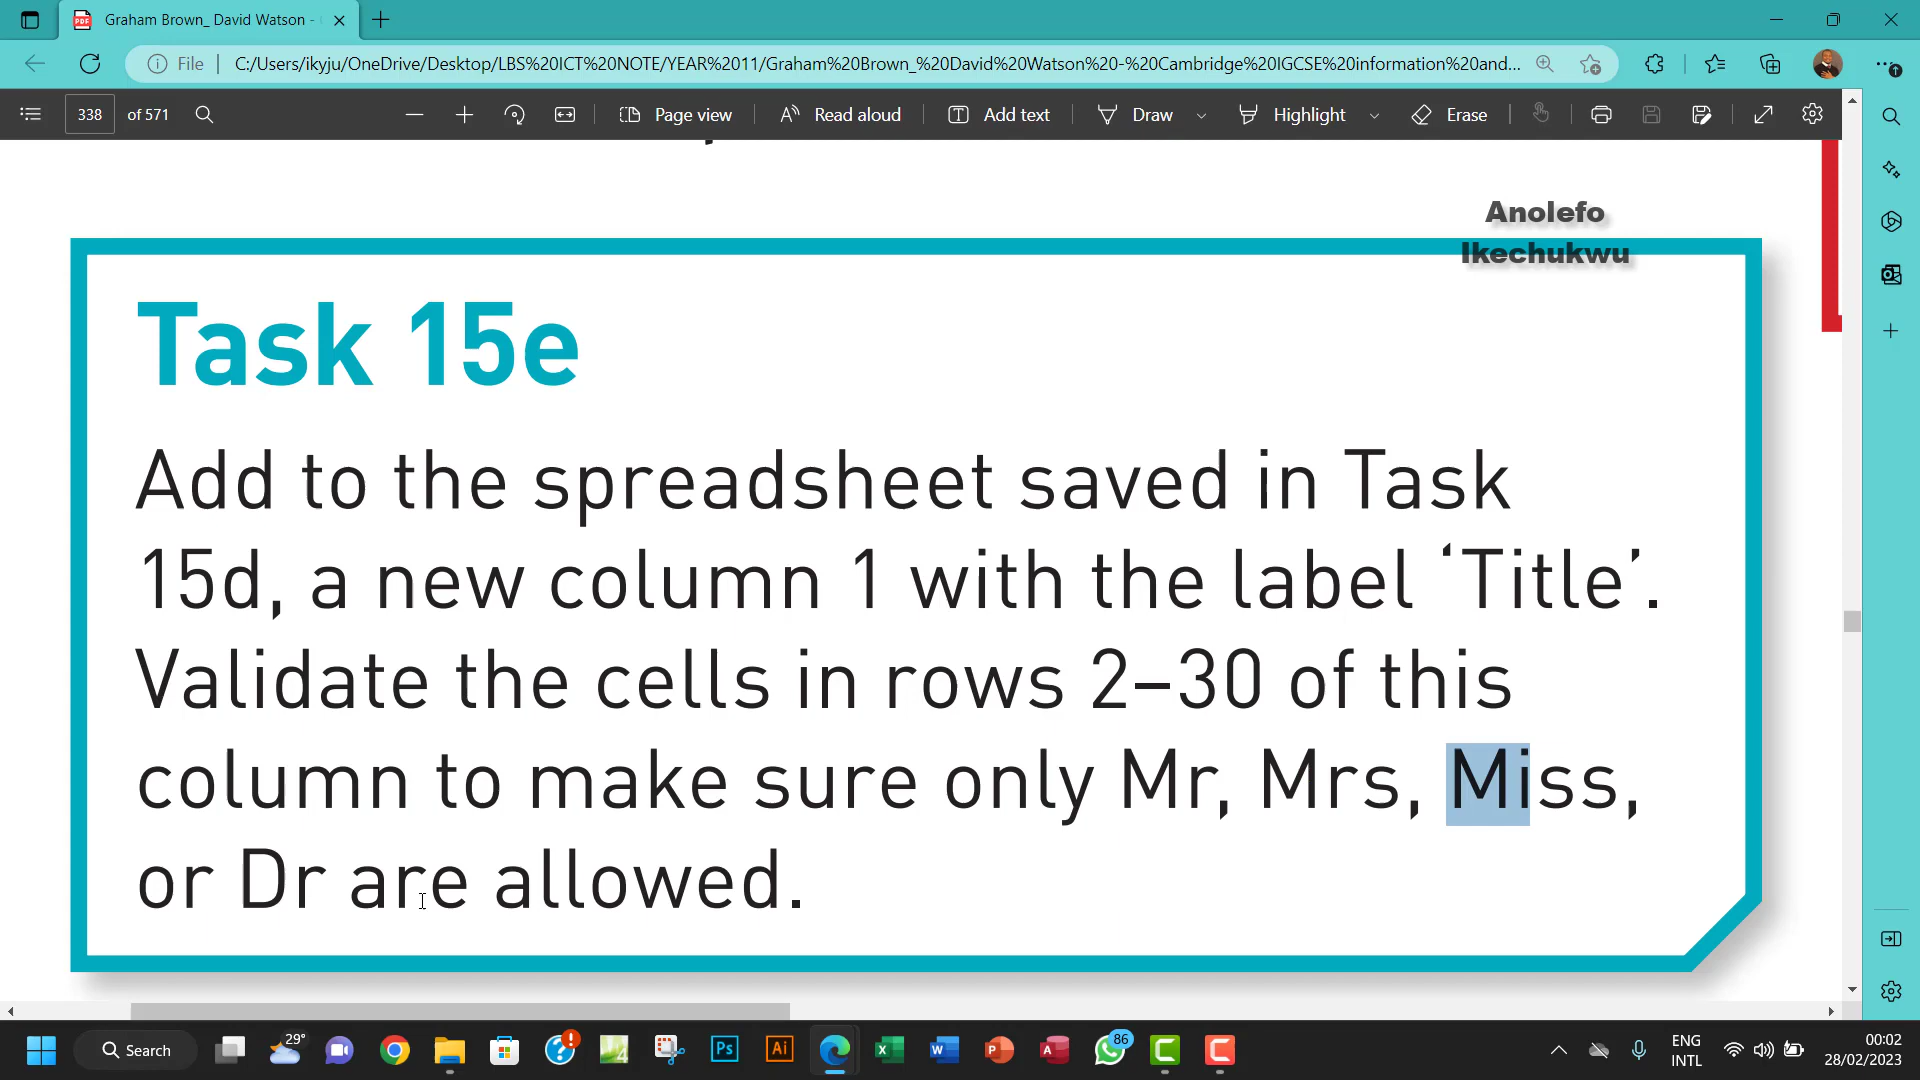 Graham Brown_ David Watson -
File
C:/Users/ikyju/OneDrive/Desktop/LBS%20ICT%20NOTE/YEAR%2011/Graham%20Brown_%20David%20Watson%20-%20Cambridge%20IGCSE%20information%20and...
338 of 571
Page view
Read aloud
Add text
Draw
Highlight
Erase
Anolefo
Ikechukwu
Task 15e
Add to the spreadsheet saved in Task
15d, a new column 1 with the label ‘Title’.
Validate the cells in rows 2–30 of this
column to make sure only Mr, Mrs, Miss,
or Dr are allowed.
Search
29°
Ps
Ai
86
ENG
INTL
00:02
28/02/2023